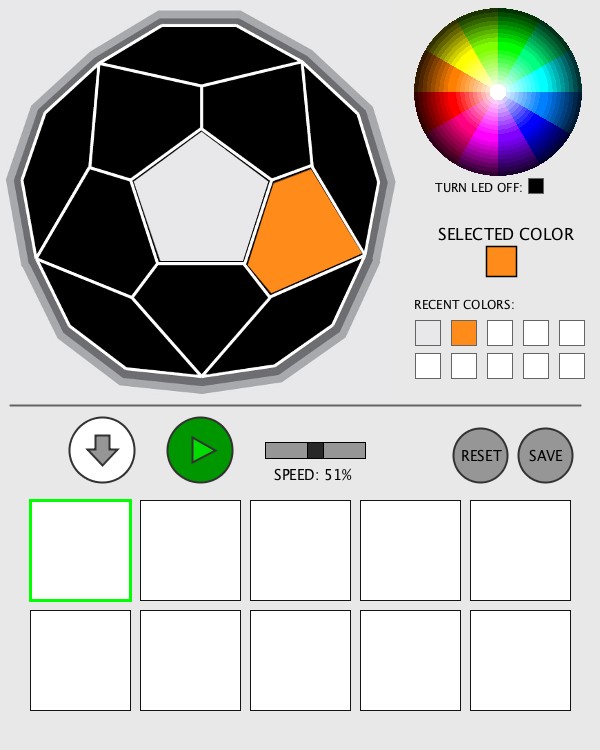 TURN LED OFF:
SELECTED COLOR
RECENT COLORS:
RESET
SAVE
SPEED: 51%